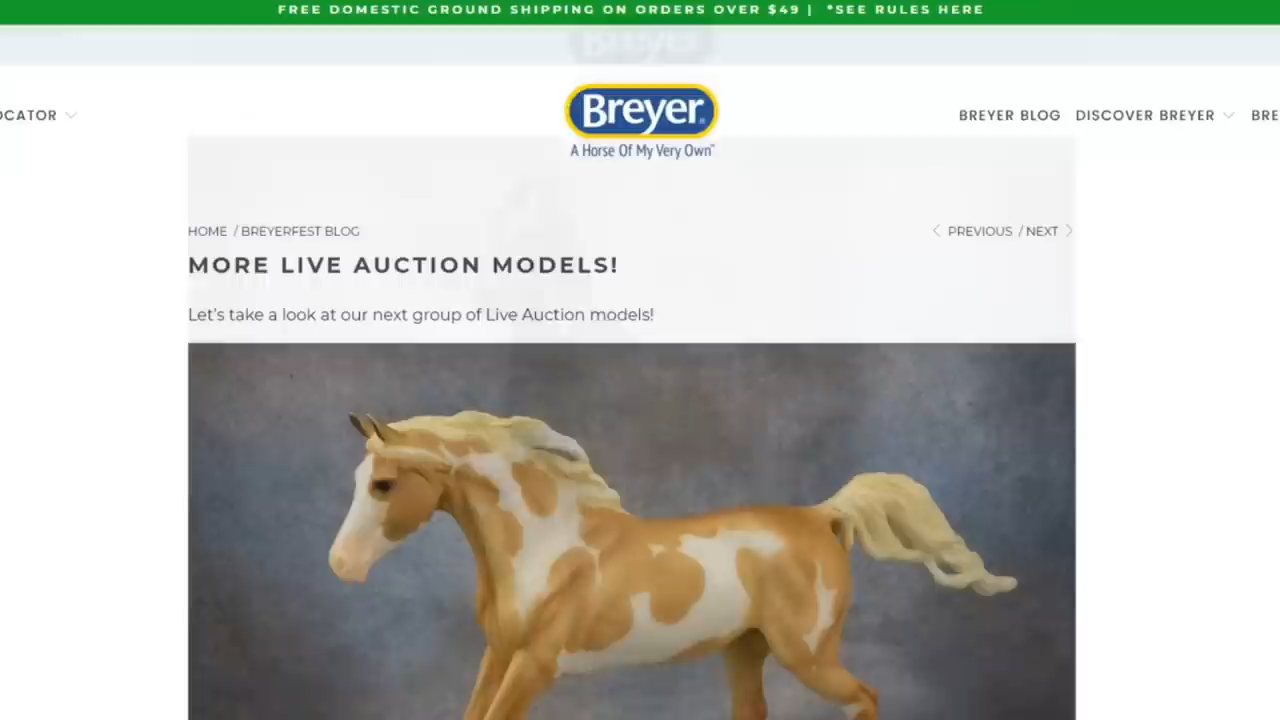 FREE DOMESTIC GROUND SHIPPING ON ORDERS OVER $49 | *SEE RULES HERE
Breyer®
A Horse Of My Very Own™
OCATOR
BREYER BLOG DISCOVER BREYER BRE
HOME / BREYERFEST BLOG
< PREVIOUS / NEXT >
MORE LIVE AUCTION MODELS!
Let's take a look at our next group of Live Auction models!